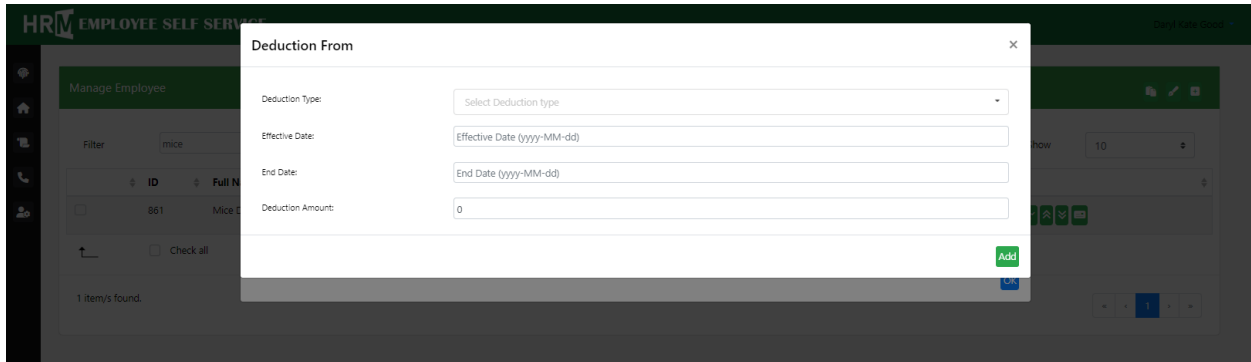 HRM EMPLOYEE SELF SERVICE
Daryl Kate Good
Deduction From
×
Manage Employee
Deduction Type:
Select Deduction type
Effective Date:
Effective Date (yyyy-MM-dd)
Filter
mice
Show
10
End Date:
End Date (yyyy-MM-dd)
ID
Full N
861
Mice D
Deduction Amount:
0
Check all
Add
OK
1 item/s found.
«
‹
1
›
»